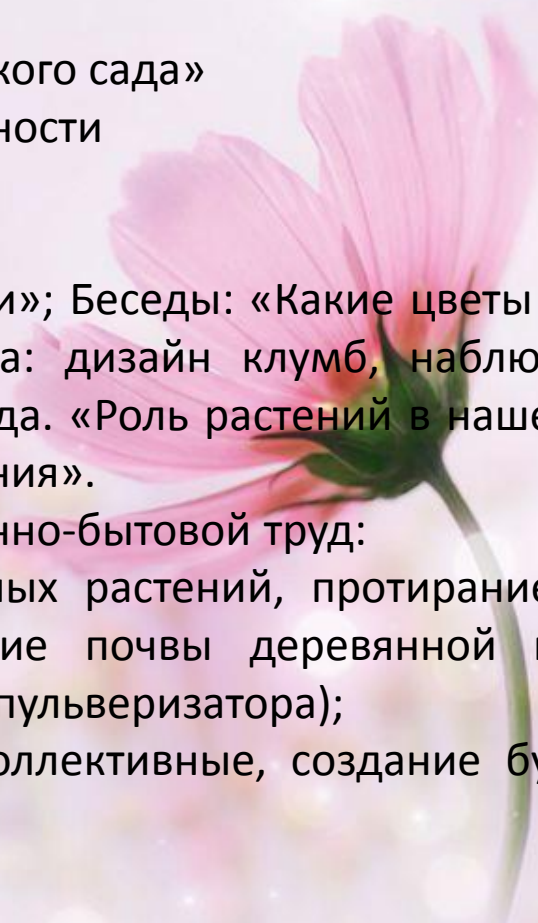 кого сада»
ности
и»; Беседы: «Какие цветы
а: дизайн клумб, наблю
да. «Роль растений в наше
ния».
нно-бытовой труд:
ных растений, протирание
ие почвы деревянной
пульверизатора);
оллективные, создание бу